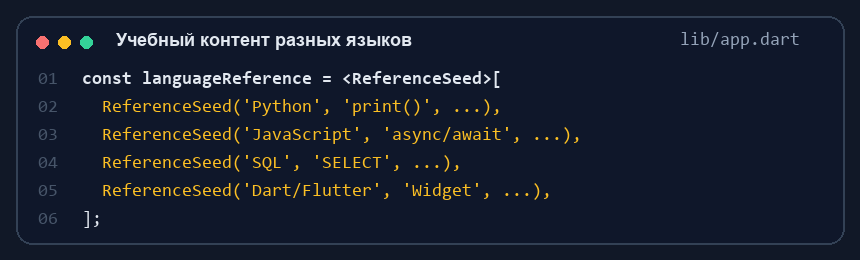 Учебный контент разных языков lib/app.dart
01 const languageReference = <ReferenceSeed>[
02   ReferenceSeed('Python', 'print()', ...),
03   ReferenceSeed('JavaScript', 'async/await', ...),
04   ReferenceSeed('SQL', 'SELECT', ...),
05   ReferenceSeed('Dart/Flutter', 'Widget', ...),
06 ];